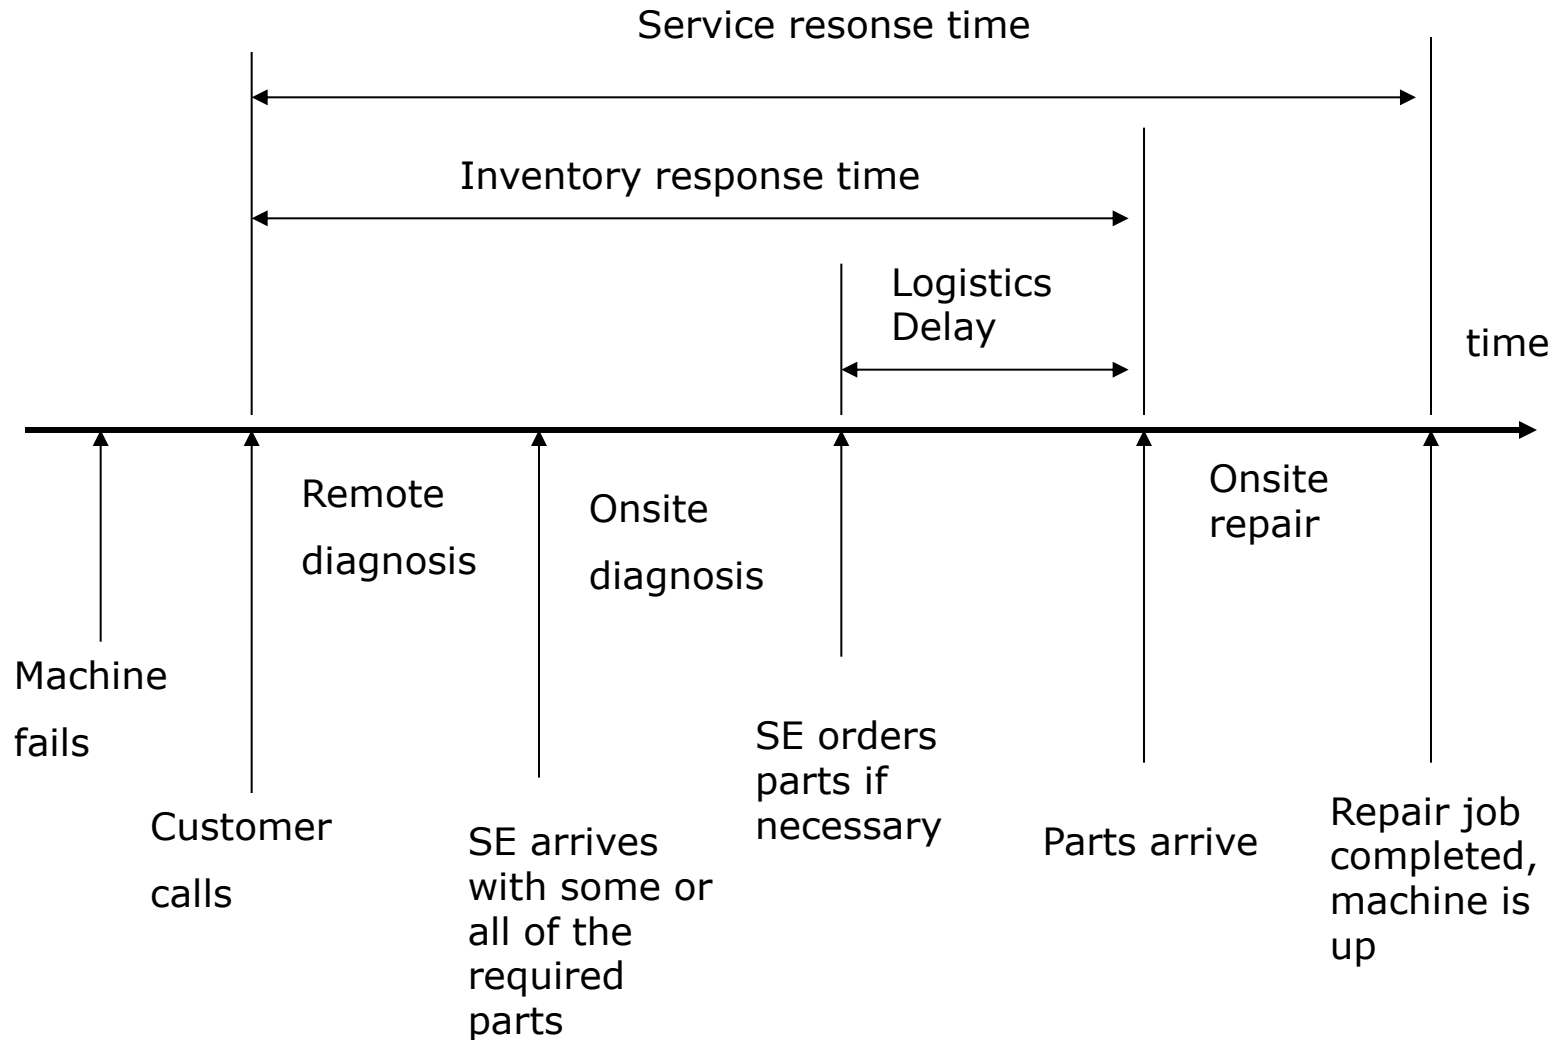 Service resonse time
Inventory response time
Logistics
Delay
time
Remote
diagnosis
Onsite
diagnosis
Onsite
repair
Machine
fails
Customer
calls
SE arrives
with some or
all of the
required
parts
SE orders
parts if
necessary
Parts arrive
Repair job
completed,
machine is
up